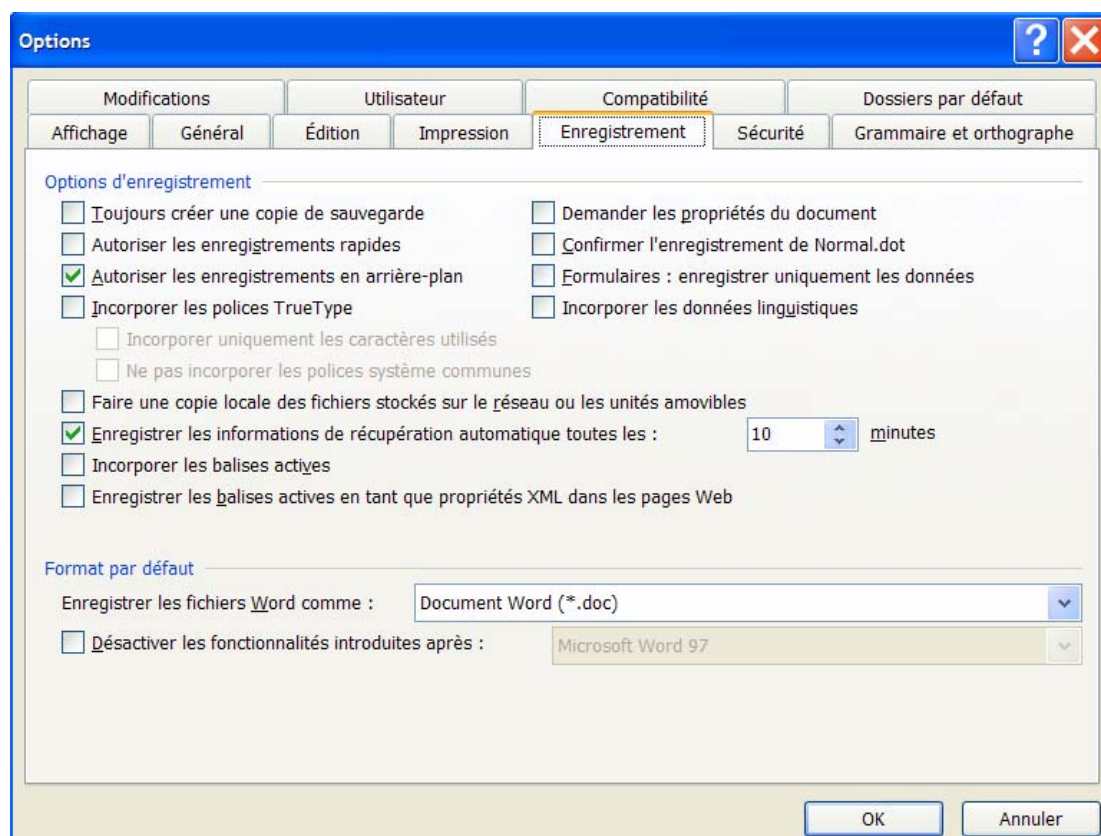 Options
Modifications Utilisateur Compatibilité Dossiers par défaut
Affichage Général Édition Impression Enregistrement Sécurité Grammaire et orthographe
Options d'enregistrement
Toujours créer une copie de sauvegarde Demander les propriétés du document
Autoriser les enregistrements rapides Confirmer l'enregistrement de Normal.dot
Autoriser les enregistrements en arrière-plan Formulaires : enregistrer uniquement les données
Incorporer les polices TrueType Incorporer les données linguistiques
Incorporer uniquement les caractères utilisés
Ne pas incorporer les polices système communes
Faire une copie locale des fichiers stockés sur le réseau ou les unités amovibles
Enregistrer les informations de récupération automatique toutes les : 10 minutes
Incorporer les balises actives
Enregistrer les balises actives en tant que propriétés XML dans les pages Web
Format par défaut
Enregistrer les fichiers Word comme : Document Word (*.doc)
Désactiver les fonctionnalités introduites après : Microsoft Word 97
OK Annuler